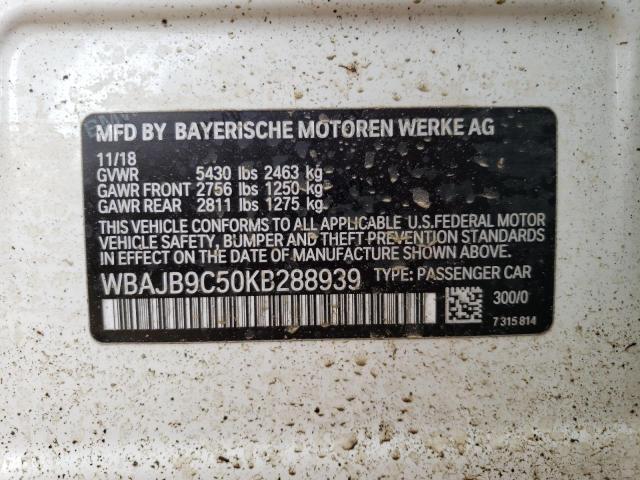 MFD BY BAYERISCHE MOTOREN WERKE AG
11/18
GVWR 5430 lbs 2463 kg
GAWR FRONT 2756 lbs 1250 kg
GAWR REAR 2811 lbs 1275 kg
THIS VEHICLE CONFORMS TO ALL APPLICABLE U.S.FEDERAL MOTOR
VEHICLE SAFETY, BUMPER AND THEFT-PREVENTION STANDARDS IN
EFFECT ON THE DATE OF MANUFACTURE SHOWN ABOVE.
WBAJB9C50KB288939 TYPE: PASSENGER CAR
300/0
7 315 814